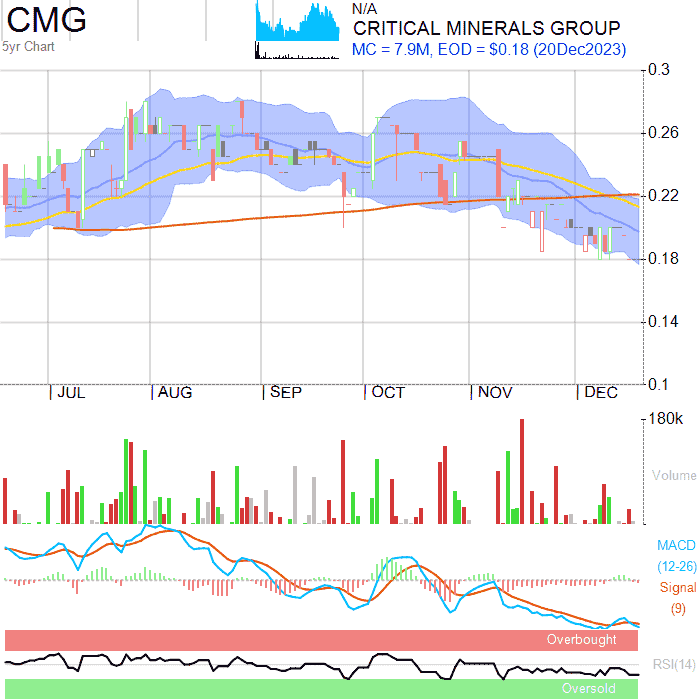 CMG
5yr Chart
N/A
CRITICAL MINERALS GROUP
MC = 7.9M, EOD = $0.18 (20Dec2023)
0.3
0.26
0.22
0.18
0.14
0.1
JUL AUG SEP OCT NOV DEC
180k
Volume
MACD
(12-26)
Signal
(9)
Overbought
RSI(14)
Oversold